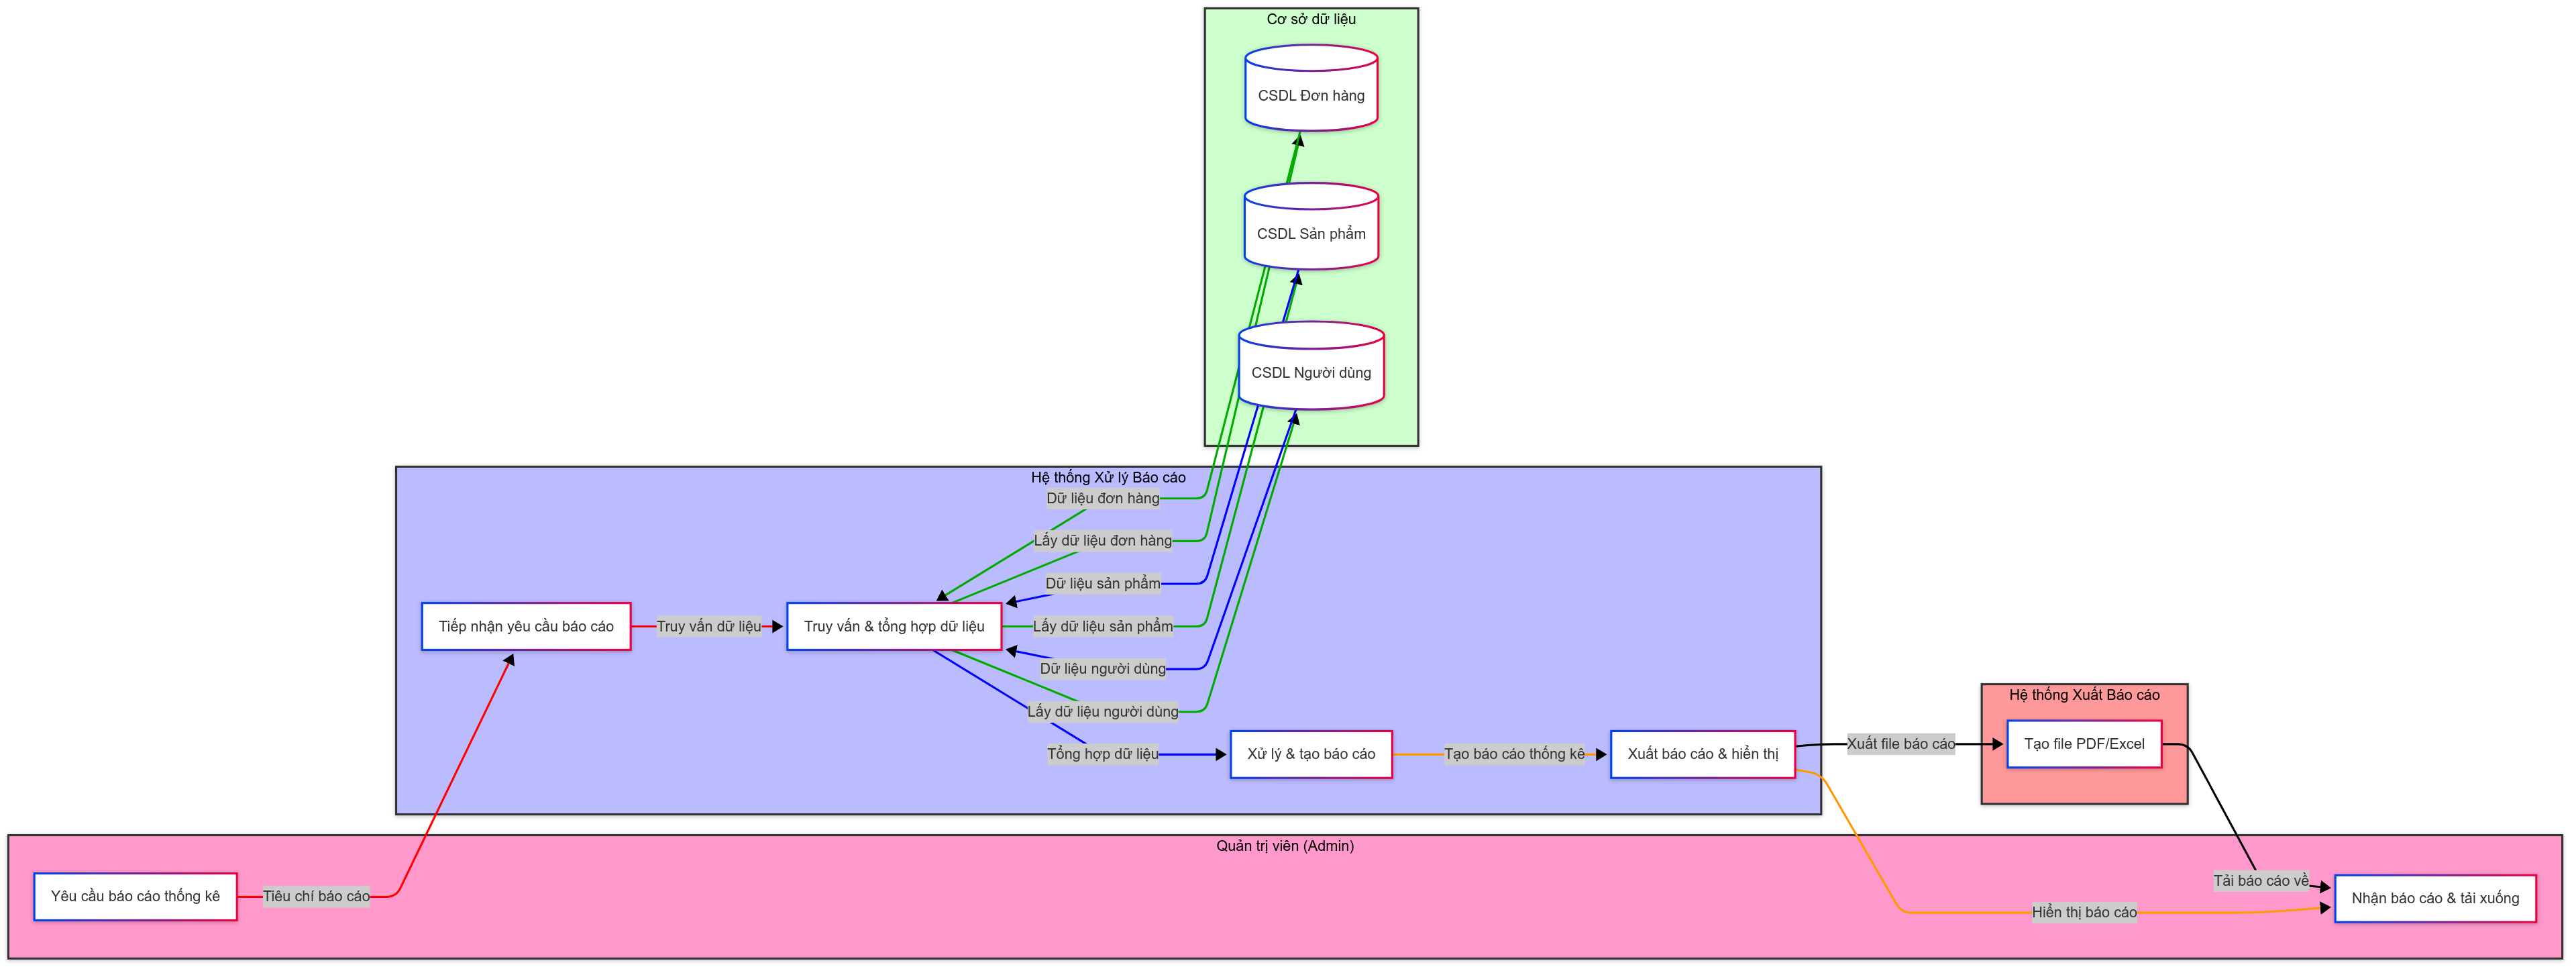 Cơ sở dữ liệu
CSDL Đơn hàng
CSDL Sản phẩm
CSDL Người dùng
Hệ thống Xử lý Báo cáo
Dữ liệu đơn hàng
Lấy dữ liệu đơn hàng
Dữ liệu sản phẩm
Tiếp nhận yêu cầu báo cáo
Truy vấn dữ liệu
Truy vấn & tổng hợp dữ liệu
Lấy dữ liệu sản phẩm
Dữ liệu người dùng
Lấy dữ liệu người dùng
Tổng hợp dữ liệu
Xử lý & tạo báo cáo
Tạo báo cáo thống kê
Xuất báo cáo & hiển thị
Xuất file báo cáo
Hệ thống Xuất Báo cáo
Tạo file PDF/Excel
Quản trị viên (Admin)
Yêu cầu báo cáo thống kê
Tiêu chí báo cáo
Tải báo cáo về
Hiển thị báo cáo
Nhận báo cáo & tải xuống